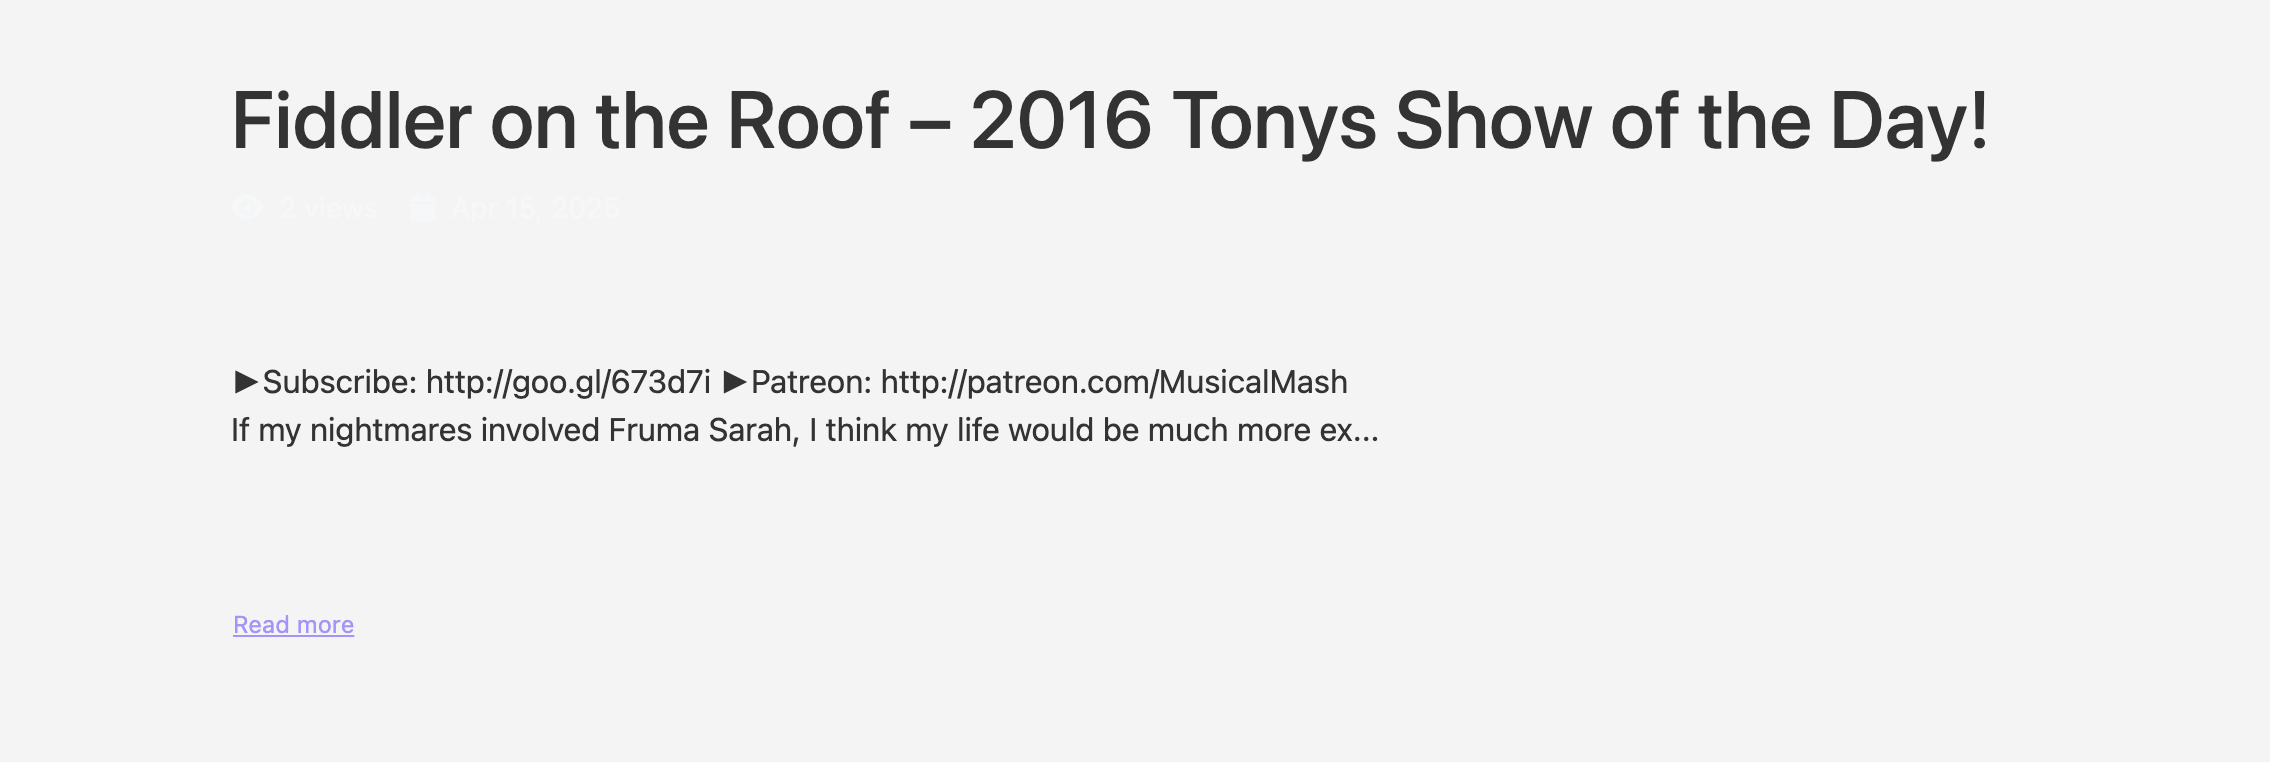 Fiddler on the Roof – 2016 Tonys Show of the Day!
2 views Apr 15, 2026
►Subscribe: http://goo.gl/673d7i ►Patreon: http://patreon.com/MusicalMash
If my nightmares involved Fruma Sarah, I think my life would be much more ex...
Read more